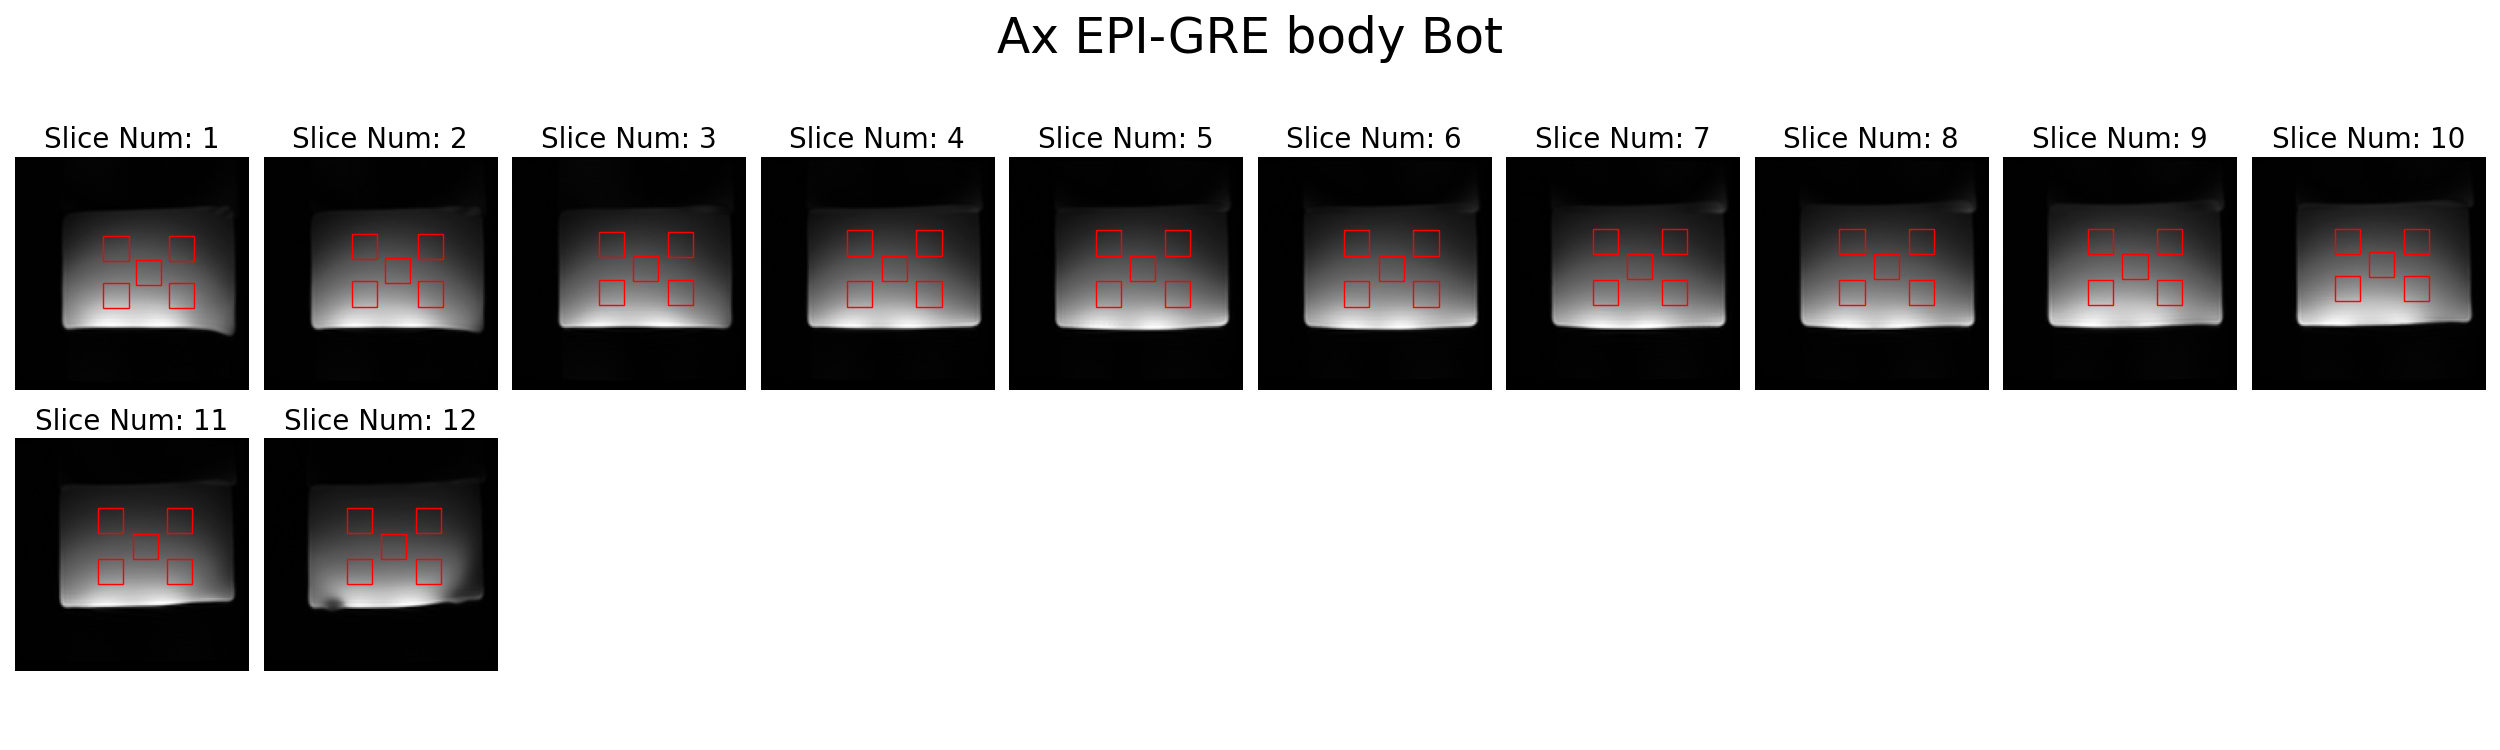 Ax EPI-GRE body Bot
Slice Num: 1
Slice Num: 2
Slice Num: 3
Slice Num: 4
Slice Num: 5
Slice Num: 6
Slice Num: 7
Slice Num: 8
Slice Num: 9
Slice Num: 10
Slice Num: 11
Slice Num: 12